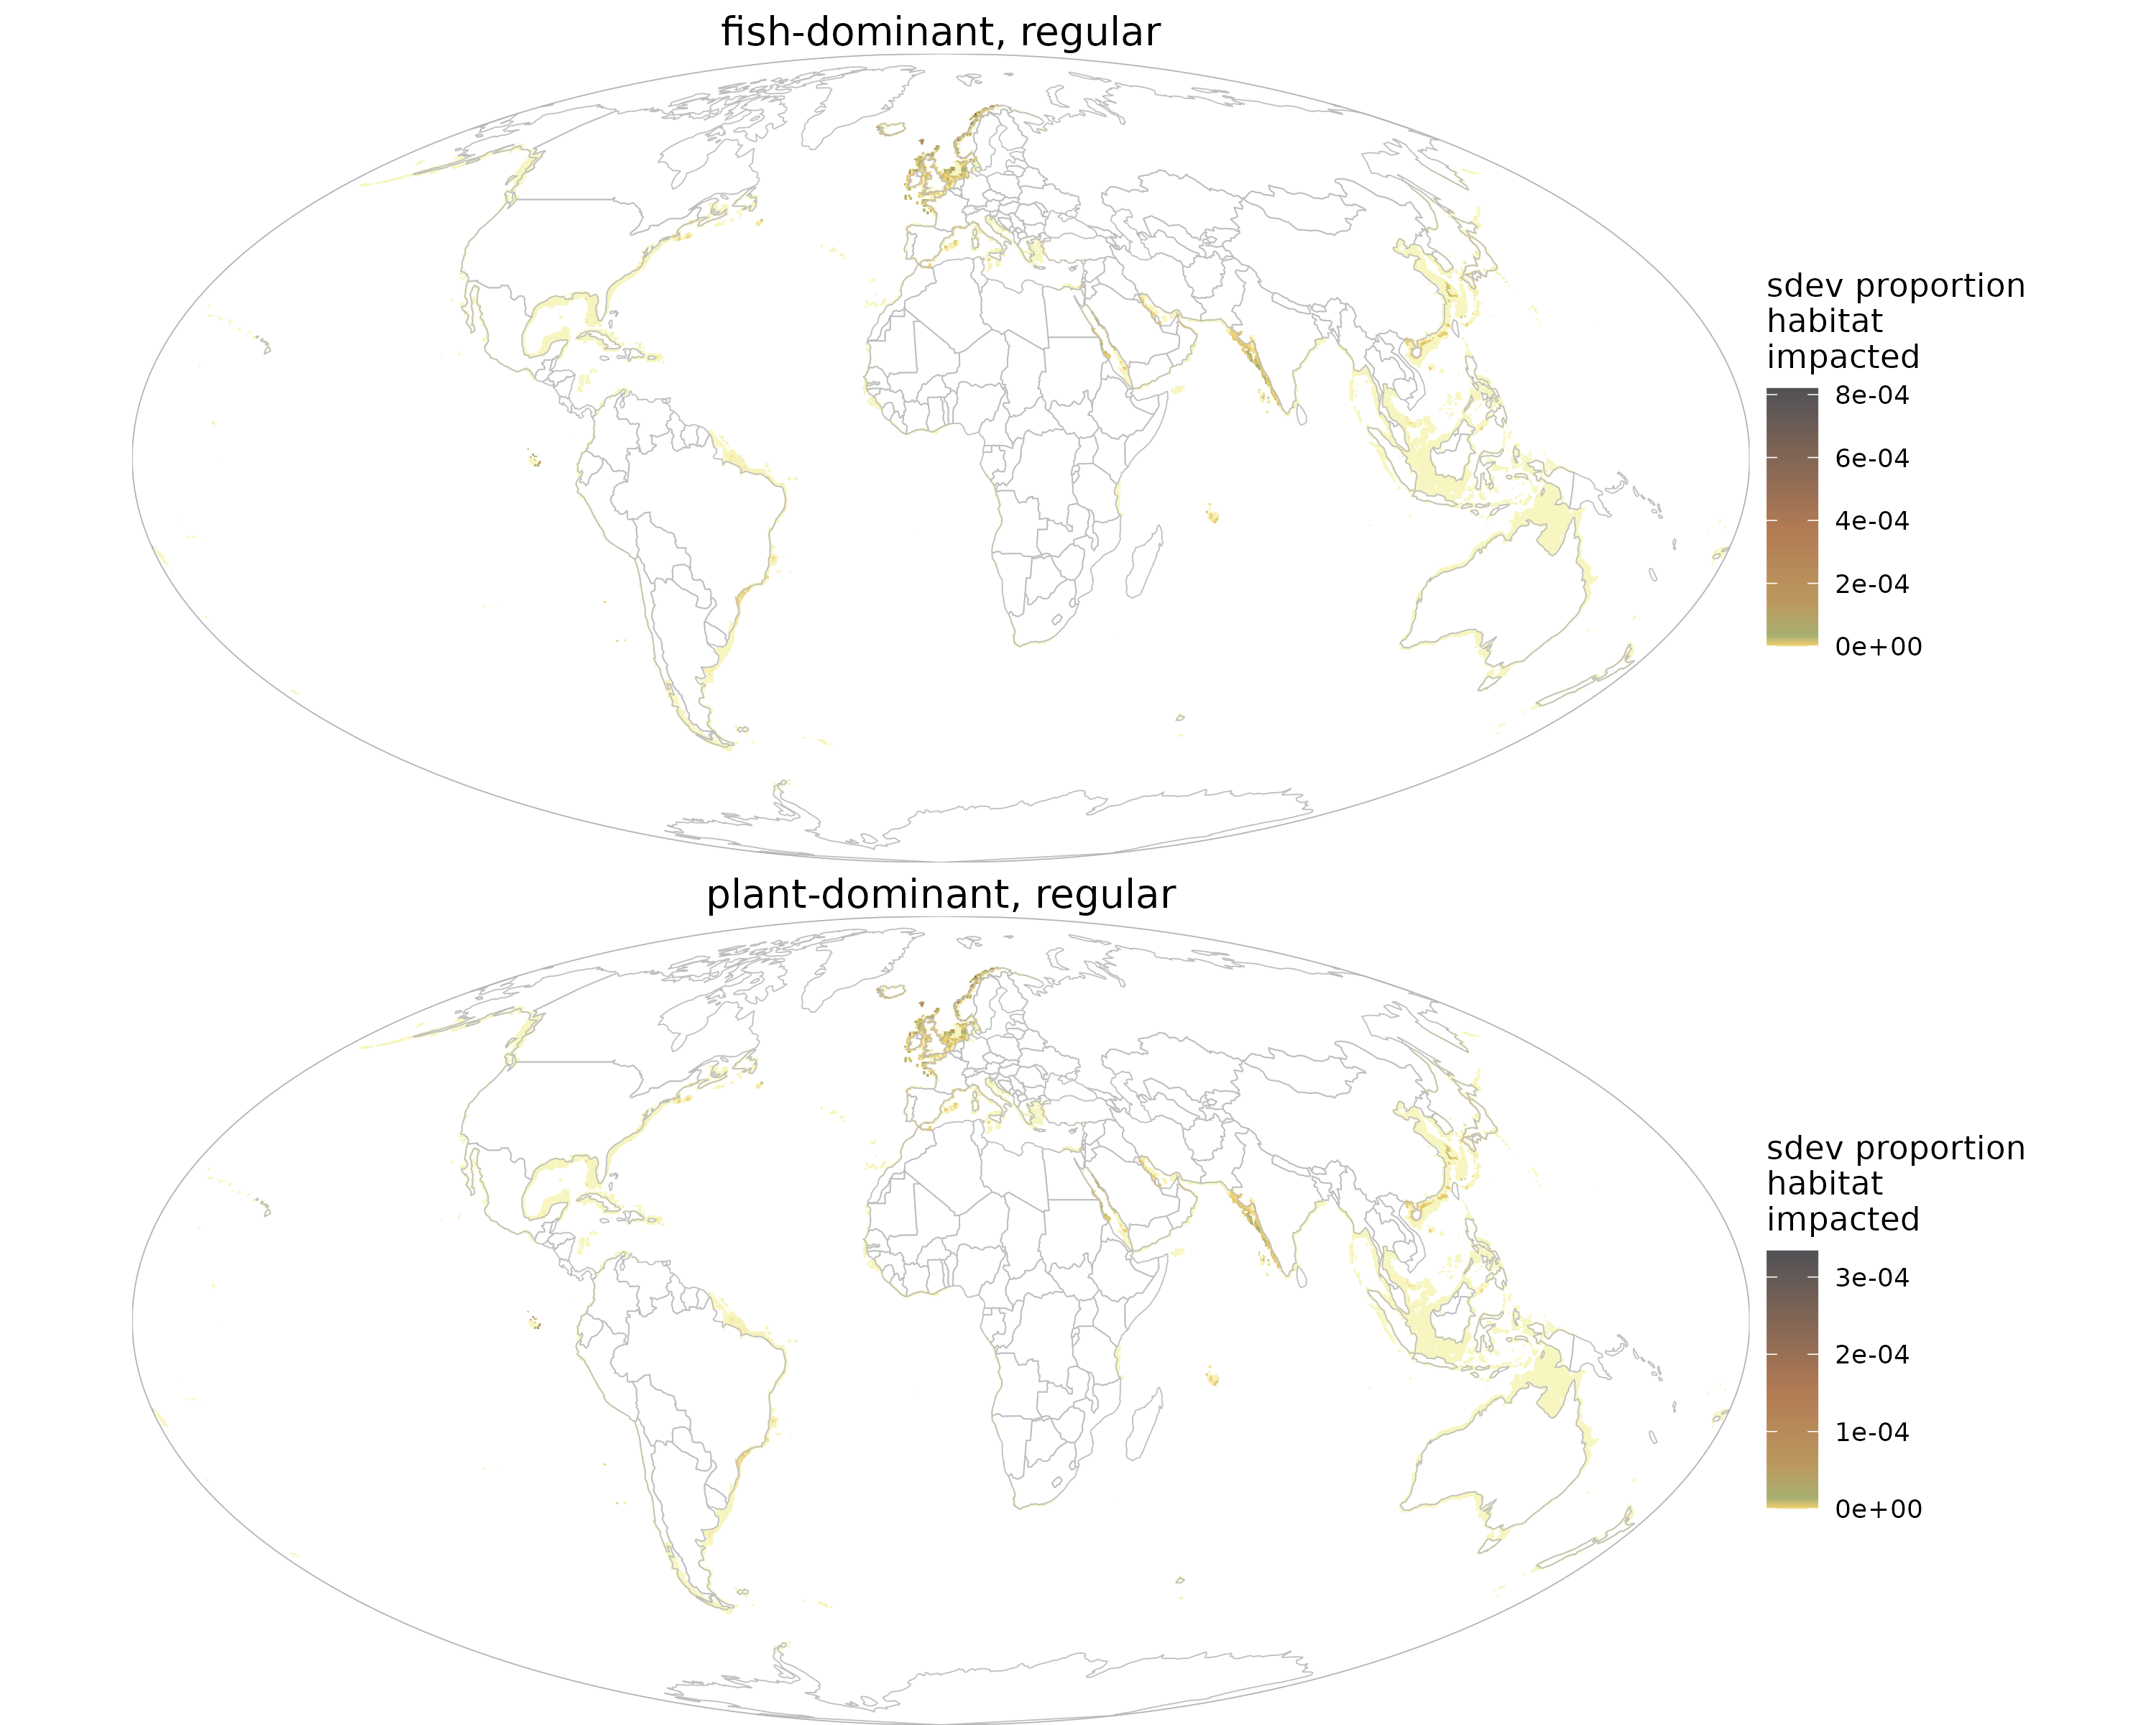 fish-dominant, regular
sdev proportion
habitat
impacted
8e-04
6e-04
4e-04
2e-04
0e+00
plant-dominant, regular
sdev proportion
habitat
impacted
3e-04
2e-04
1e-04
0e+00